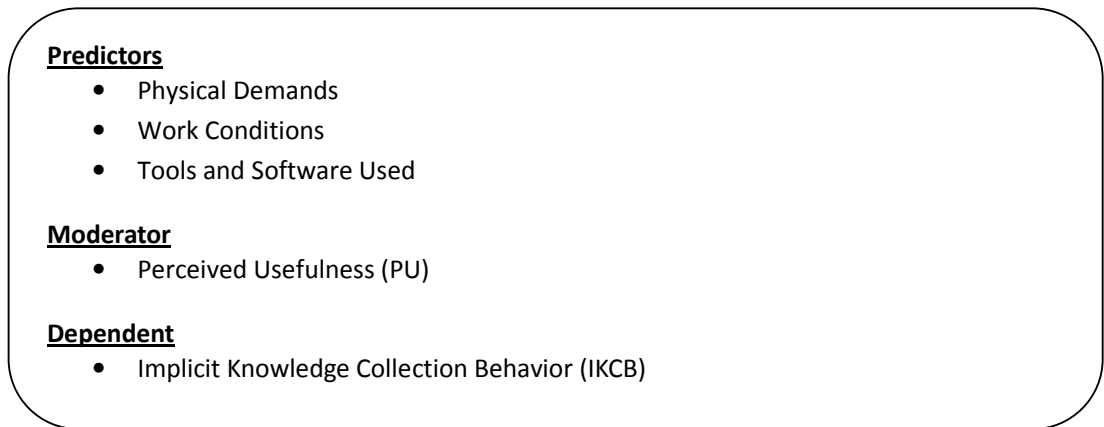 Predictors
• Physical Demands
• Work Conditions
• Tools and Software Used
Moderator
• Perceived Usefulness (PU)
Dependent
• Implicit Knowledge Collection Behavior (IKCB)